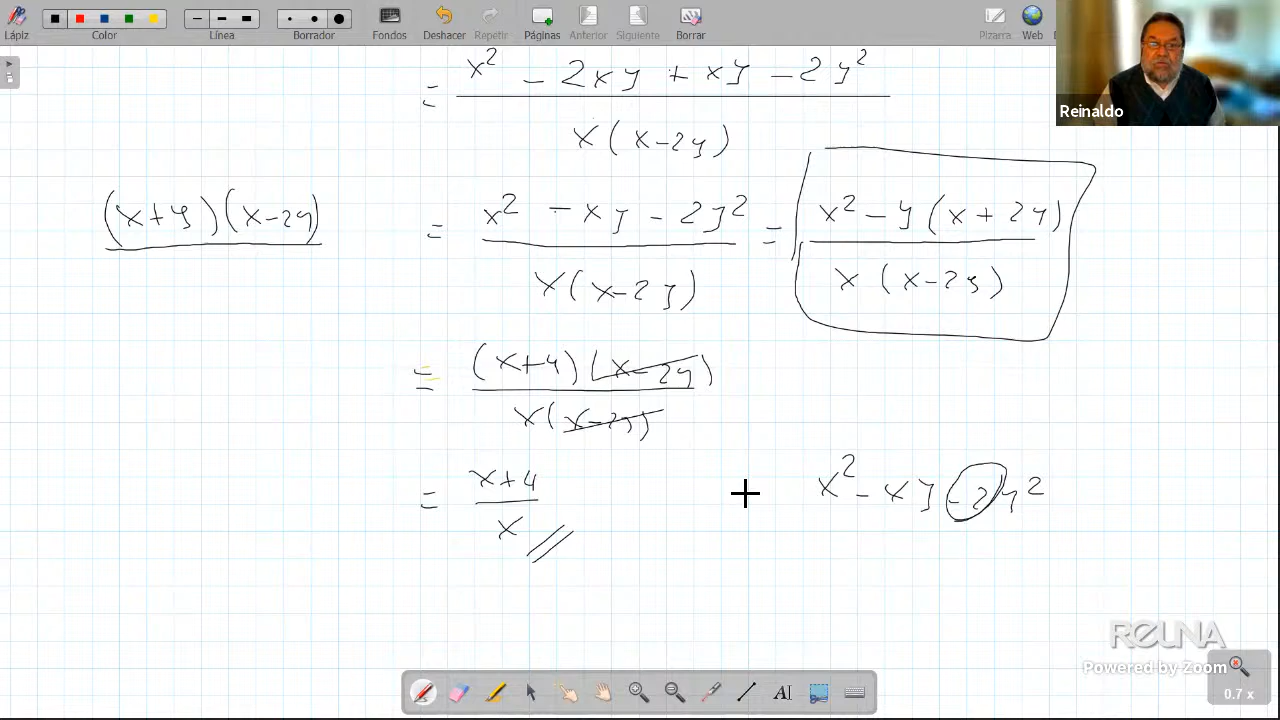 Lápiz Color Línea Borrador Fondos Deshacer Repetir Páginas Anterior Siguiente Borrar Pizarra Web
Reinaldo
= x² - 2xy + xy - 2y²
x(x-2y)
(x+y)(x-2y) = x² - xy - 2y² = x² - y(x+2y)
x(x-2y) x(x-2y)
= (x+y)(x-2y)
x(x-2y)
= x+y x² - xy -2y²
x
REUNA
Powered by Zoom
AI
0.7 x